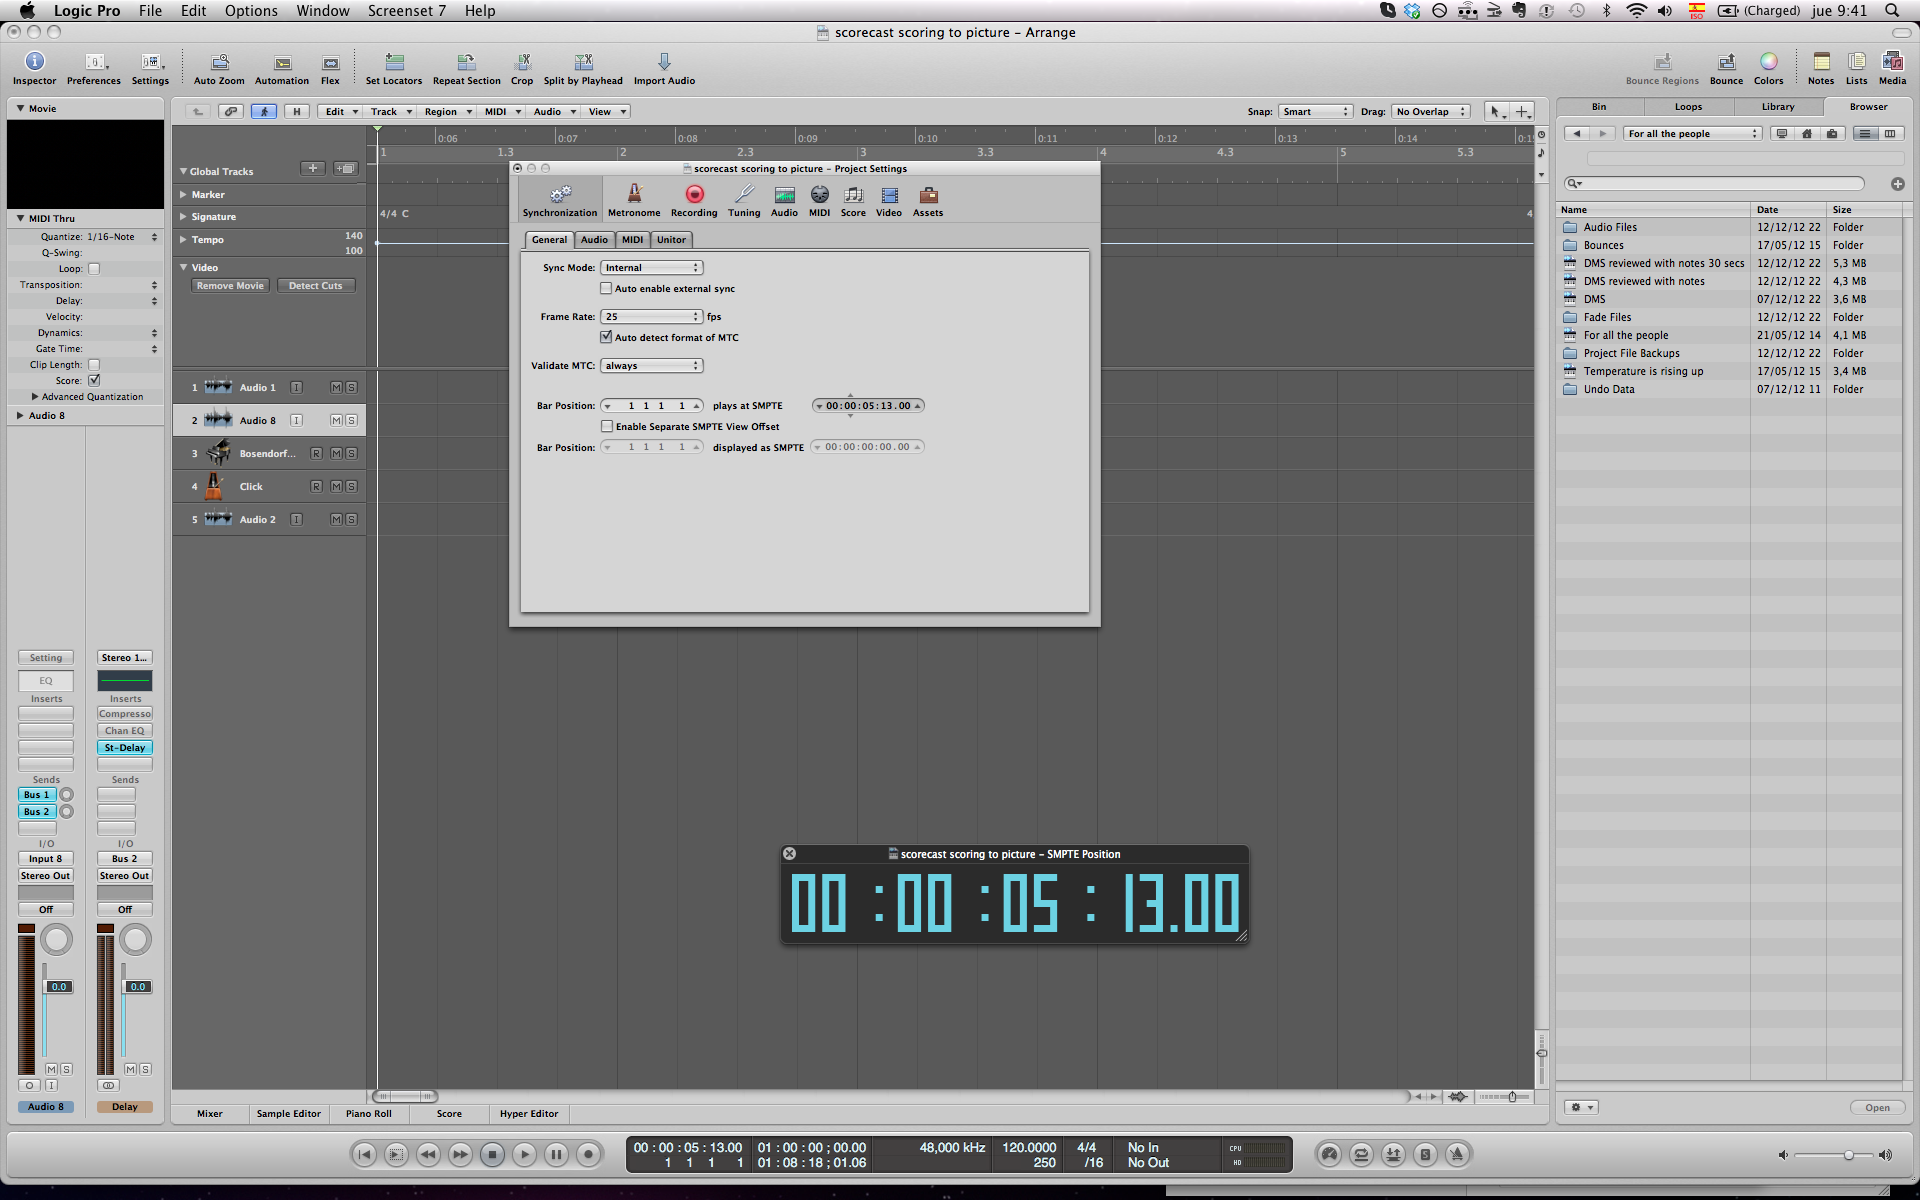 Logic Pro File Edit Options Window Screenset 7 Help
(Charged) jue 9:41
ISO
scorecast scoring to picture – Arrange
Inspector Preferences Settings Auto Zoom Automation Flex Set Locators Repeat Section Crop Split by Playhead Import Audio
Bounce Regions Bounce Colors Notes Lists Media
Movie
H Edit Track Region MIDI Audio View
Snap: Smart Drag: No Overlap
Bin Loops Library Browser
For all the people
0:06 0:07 0:08 0:09 0:10 0:11 0:12 0:13 0:14
1 1.3 2 2.3 3 3.3 4 4.3 5 5.3
Global Tracks
Marker
Signature
4/4 C
4
Tempo
140
100
Video
Remove Movie Detect Cuts
MIDI Thru
Quantize: 1/16-Note
Q-Swing:
Loop:
Transposition:
Delay:
Velocity:
Dynamics:
Gate Time:
Clip Length:
Score:
Advanced Quantization
Audio 8
1 Audio 1 I M S
2 Audio 8 I M S
3 Bosendorf... R M S
4 Click R M S
5 Audio 2 I M S
scorecast scoring to picture – Project Settings
Synchronization Metronome Recording Tuning Audio MIDI Score Video Assets
General Audio MIDI Unitor
Sync Mode: Internal
Auto enable external sync
Frame Rate: 25 fps
Auto detect format of MTC
Validate MTC: always
Bar Position: 1 1 1 1 plays at SMPTE 00:00:05:13.00
Enable Separate SMPTE View Offset
Bar Position: 1 1 1 1 displayed as SMPTE 00:00:00:00.00
Name Date Size
Audio Files 12/12/12 22 Folder
Bounces 17/05/12 15 Folder
DMS reviewed with notes 30 secs 12/12/12 22 5,3 MB
DMS reviewed with notes 12/12/12 22 4,3 MB
DMS 07/12/12 22 3,6 MB
Fade Files 12/12/12 22 Folder
For all the people 21/05/12 14 4,1 MB
Project File Backups 12/12/12 22 Folder
Temperature is rising up 17/05/12 15 3,4 MB
Undo Data 07/12/12 11 Folder
Setting Stereo 1...
EQ
Inserts Inserts
Compresso
Chan EQ
St-Delay
Sends Sends
Bus 1
Bus 2
I/O I/O
Input 8 Bus 2
Stereo Out Stereo Out
Off Off
0.0 0.0
M S M S
I
Audio 8 Delay
scorecast scoring to picture – SMPTE Position
00 :00 :05 : 13.00
Mixer Sample Editor Piano Roll Score Hyper Editor
Open
00 : 00 : 05 : 13.00 01 : 00 : 00 ; 00.00 48,000 kHz 120.0000 4/4 No In CPU
1 1 1 1 01 : 08 : 18 ; 01.06 250 /16 No Out HD